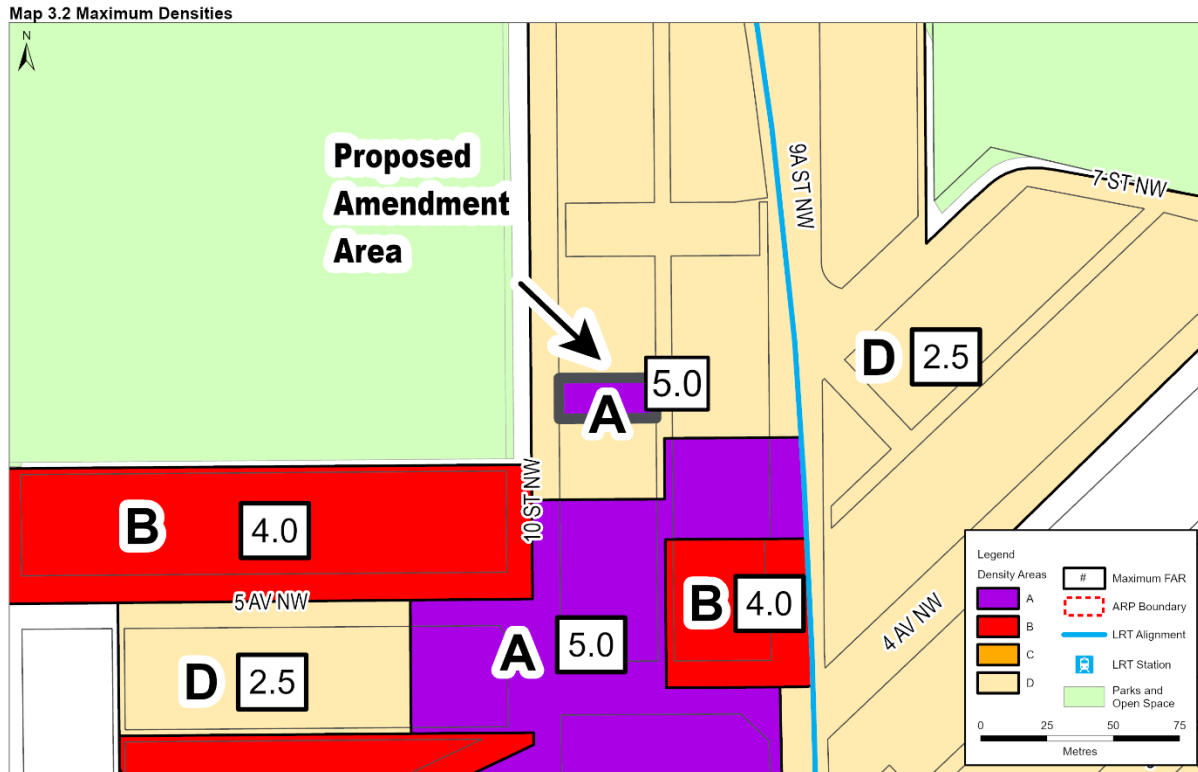 Map 3.2 Maximum Densities
N
Proposed
Amendment
Area
9A ST NW
7 ST NW
D 2.5
5.0
A
10 ST NW
B 4.0
5 AV NW
B 4.0
4 AV NW
A 5.0
D 2.5
Legend
Density Areas
A
B
C
D
# Maximum FAR
ARP Boundary
LRT Alignment
LRT Station
Parks and
Open Space
0 25 50 75
Metres